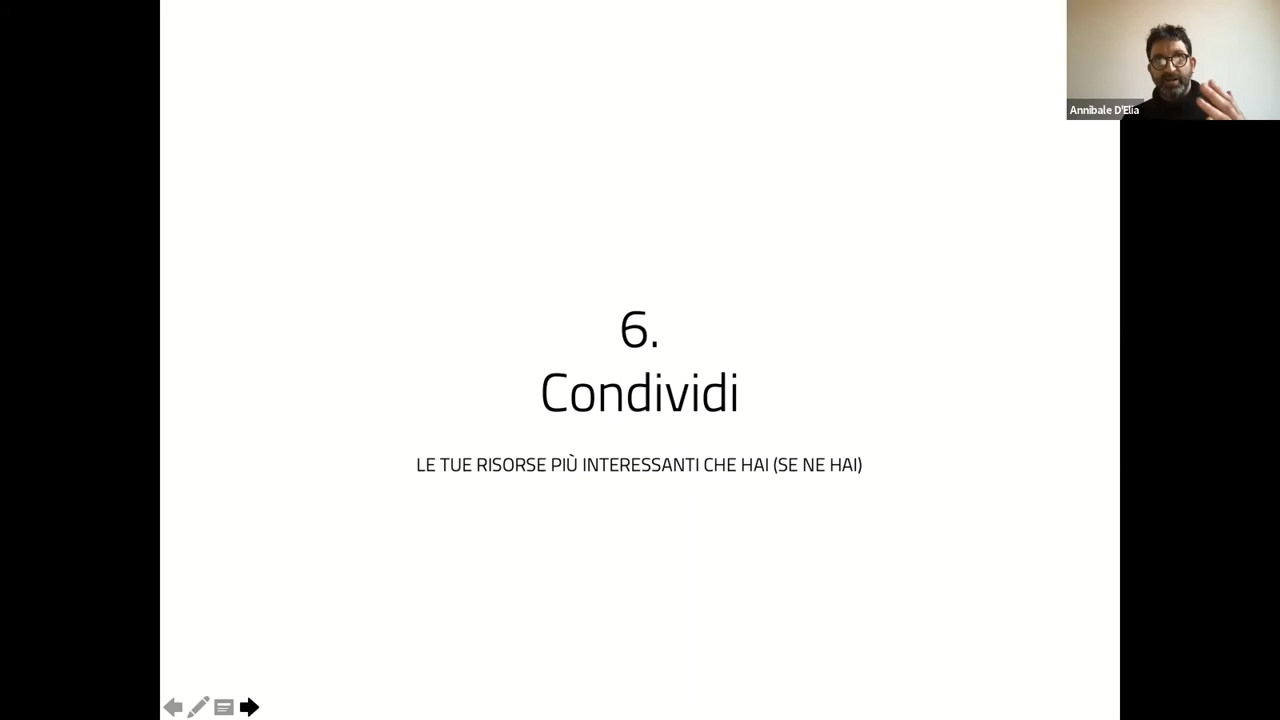 Annibale D'Elia
6.
Condividi
LE TUE RISORSE PIÙ INTERESSANTI CHE HAI (SE NE HAI)